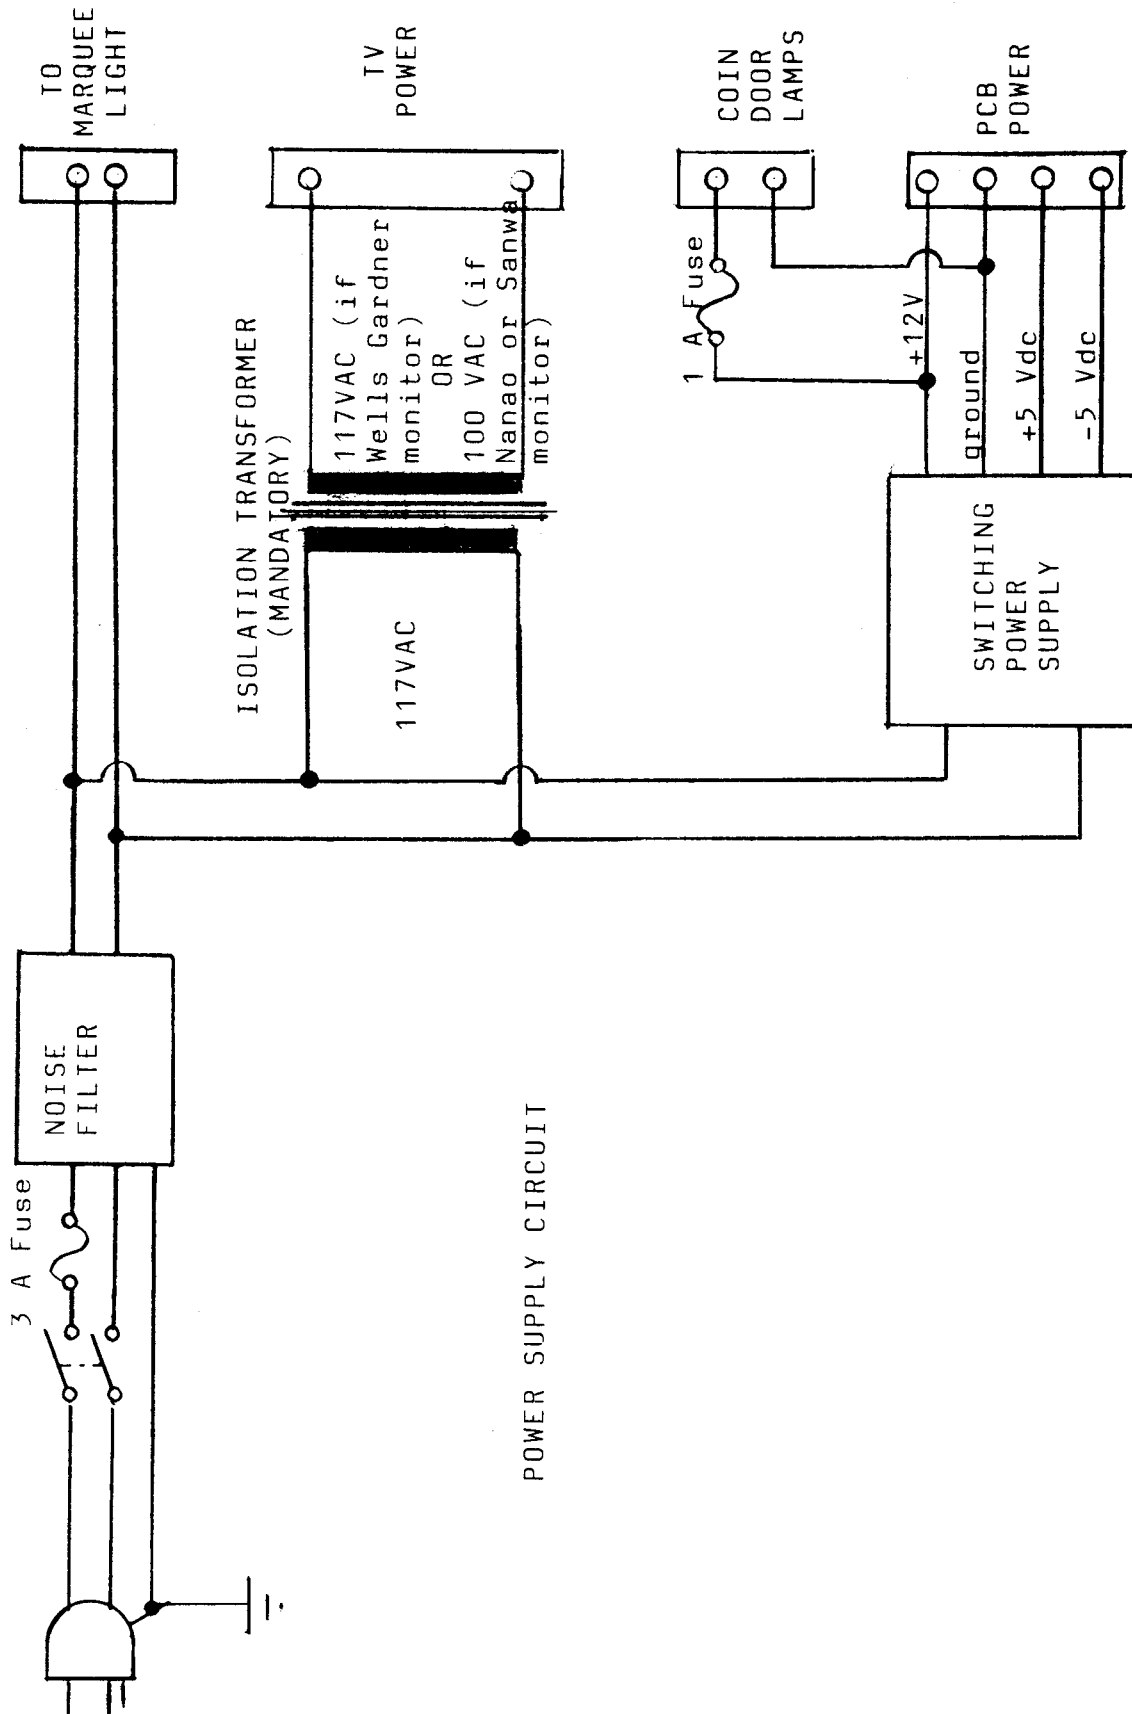 TO
MARQUEE
LIGHT
TV
POWER
COIN
DOOR
LAMPS
PCB
POWER
ISOLATION TRANSFORMER
(MANDATORY)
117VAC (if
Wells Gardner
monitor)
OR
100 VAC (if
Nanao or Sanwa
monitor)
117VAC
1 A Fuse
+12V
ground
+5 Vdc
-5 Vdc
SWITCHING
POWER
SUPPLY
NOISE
FILTER
3 A Fuse
POWER SUPPLY CIRCUIT